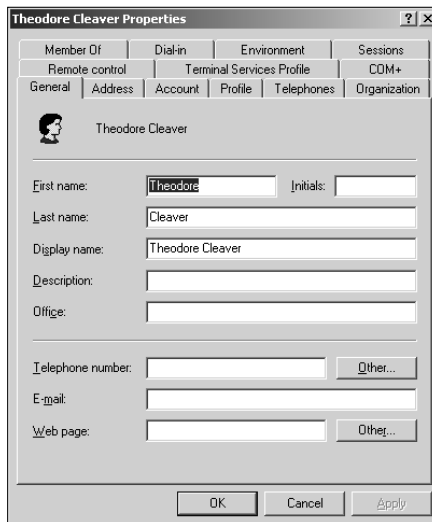 Theodore Cleaver Properties
Member Of Dial-in Environment Sessions
Remote control Terminal Services Profile COM+
General Address Account Profile Telephones Organization
Theodore Cleaver
First name: Theodore Initials:
Last name: Cleaver
Display name: Theodore Cleaver
Description:
Office:
Telephone number: Other...
E-mail:
Web page: Other...
OK Cancel Apply